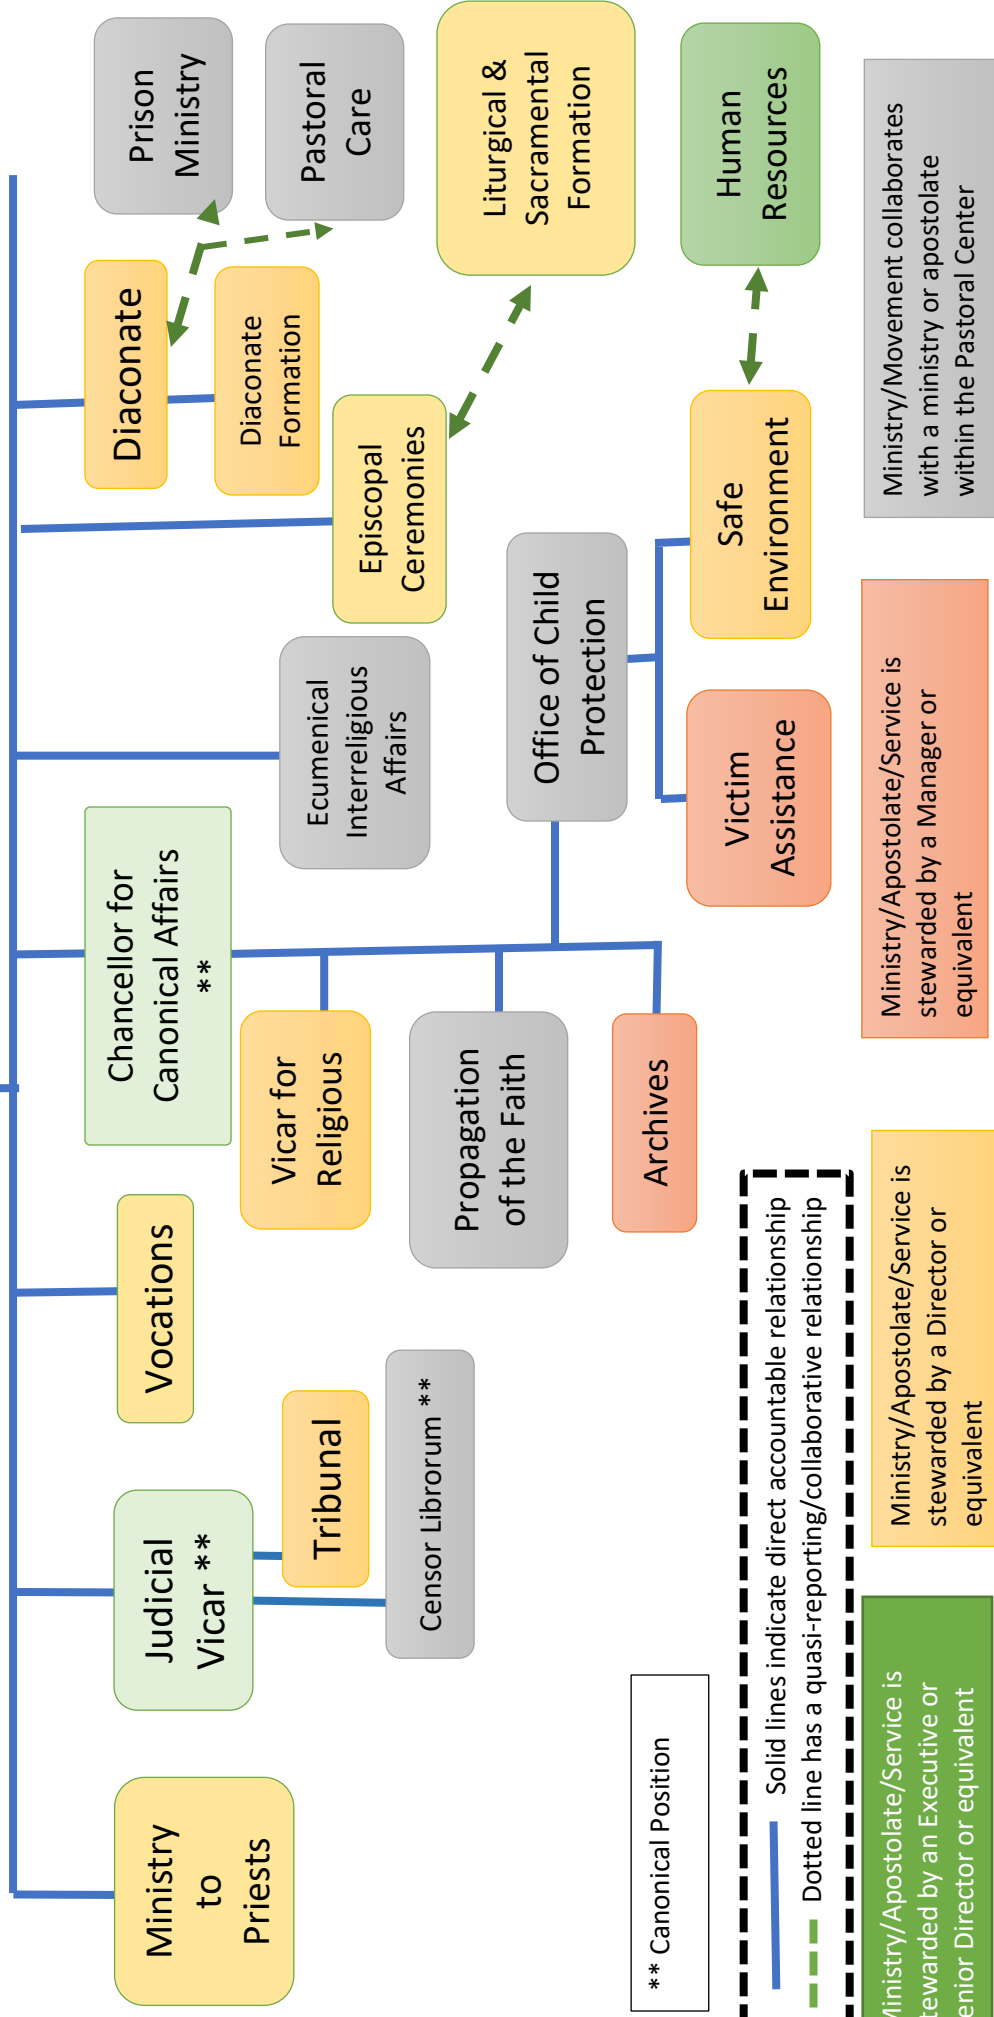 Ministry
to
Priests
Judicial
Vicar **
Tribunal
Censor Librorum **
Vocations
Chancellor for
Canonical Affairs
**
Vicar for
Religious
Propagation
of the Faith
Archives
Ecumenical
Interreligious
Affairs
Office of Child
Protection
Victim
Assistance
Safe
Environment
Episcopal
Ceremonies
Diaconate
Diaconate
Formation
Prison
Ministry
Pastoral
Care
Liturgical &
Sacramental
Formation
Human
Resources
** Canonical Position
Solid lines indicate direct accountable relationship
Dotted line has a quasi-reporting/collaborative relationship
Ministry/Apostolate/Service is
stewarded by an Executive or
enior Director or equivalent
Ministry/Apostolate/Service is
stewarded by a Director or
equivalent
Ministry/Apostolate/Service is
stewarded by a Manager or
equivalent
Ministry/Movement collaborates
with a ministry or apostolate
within the Pastoral Center